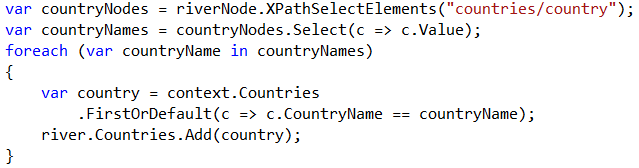 var countryNodes = riverNode.XPathSelectElements("countries/country");
var countryNames = countryNodes.Select(c => c.Value);
foreach (var countryName in countryNames)
{
    var country = context.Countries
        .FirstOrDefault(c => c.CountryName == countryName);
    river.Countries.Add(country);
}